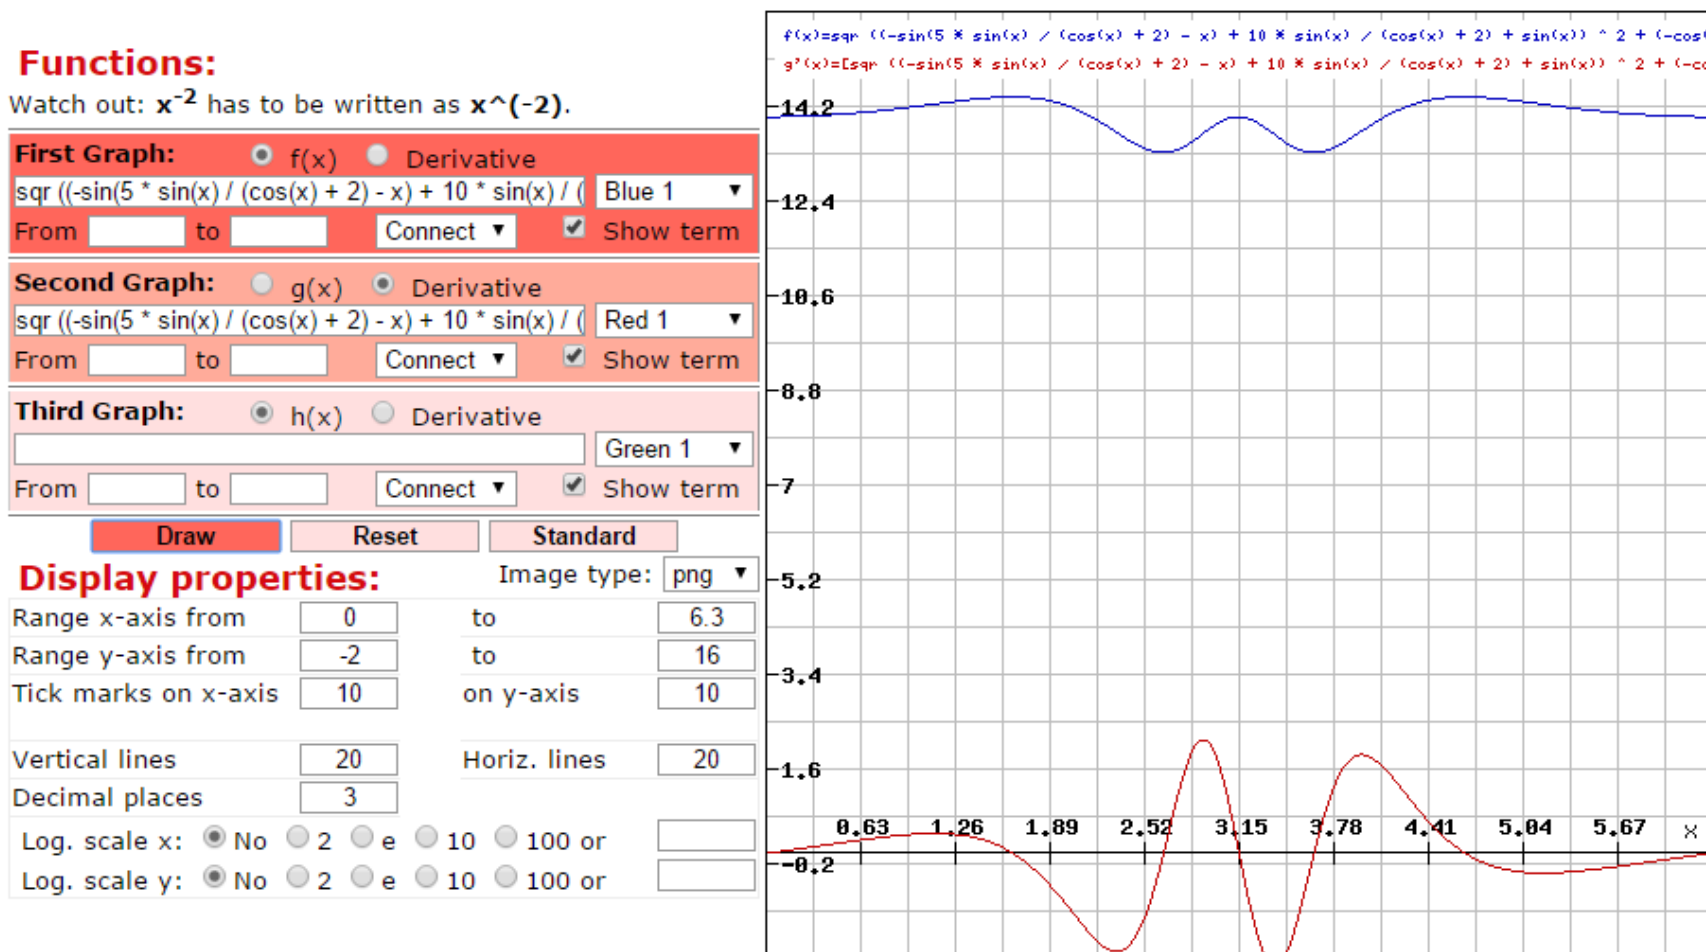 Functions:
Watch out: x⁻² has to be written as x^(-2).
First Graph: f(x) Derivative
sqr ((-sin(5 * sin(x) / (cos(x) + 2) - x) + 10 * sin(x) / ( Blue 1
From to Connect Show term
Second Graph: g(x) Derivative
sqr ((-sin(5 * sin(x) / (cos(x) + 2) - x) + 10 * sin(x) / ( Red 1
From to Connect Show term
Third Graph: h(x) Derivative
Green 1
From to Connect Show term
Draw Reset Standard
Display properties: Image type: png
Range x-axis from 0 to 6.3
Range y-axis from -2 to 16
Tick marks on x-axis 10 on y-axis 10
Vertical lines 20 Horiz. lines 20
Decimal places 3
Log. scale x: No 2 e 10 100 or
Log. scale y: No 2 e 10 100 or
f(x)=sqr ((-sin(5 * sin(x) / (cos(x) + 2) - x) + 10 * sin(x) / (cos(x) + 2) + sin(x)) ^ 2 + (-cos(
g'(x)=[sqr ((-sin(5 * sin(x) / (cos(x) + 2) - x) + 10 * sin(x) / (cos(x) + 2) + sin(x)) ^ 2 + (-co
14.2
12.4
10.6
8.8
7
5.2
3.4
1.6
0.63 1.26 1.89 2.52 3.15 3.78 4.41 5.04 5.67 x
-0.2